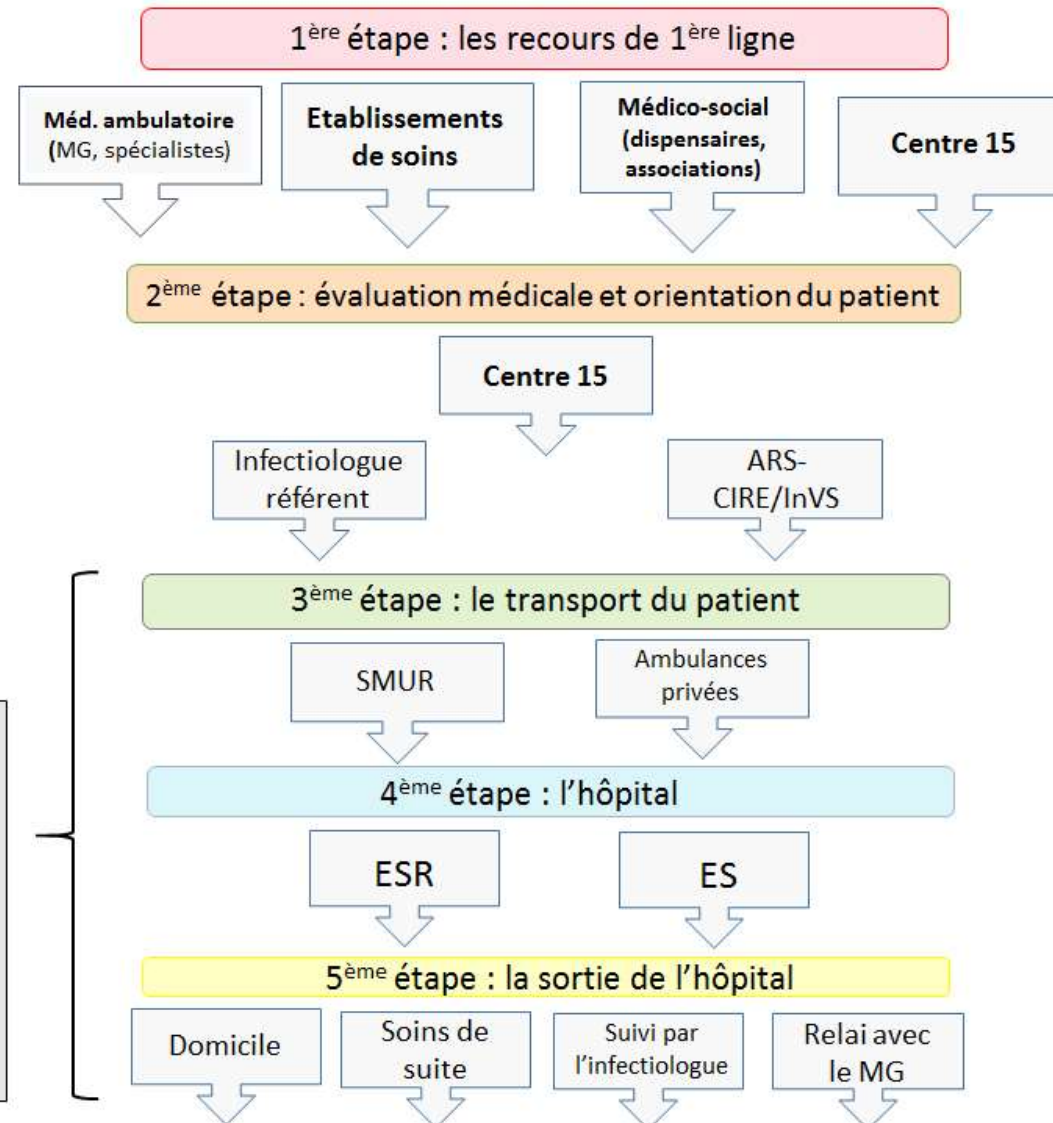 1ère étape : les recours de 1ère ligne
Méd. ambulatoire
(MG, spécialistes)
Etablissements
de soins
Médico-social
(dispensaires,
associations)
Centre 15
2ème étape : évaluation médicale et orientation du patient
Centre 15
Infectiologue
référent
ARS-
CIRE/InVS
3ème étape : le transport du patient
SMUR
Ambulances
privées
4ème étape : l'hôpital
ESR
ES
5ème étape : la sortie de l'hôpital
Domicile
Soins de
suite
Suivi par
l'infectiologue
Relai avec
le MG